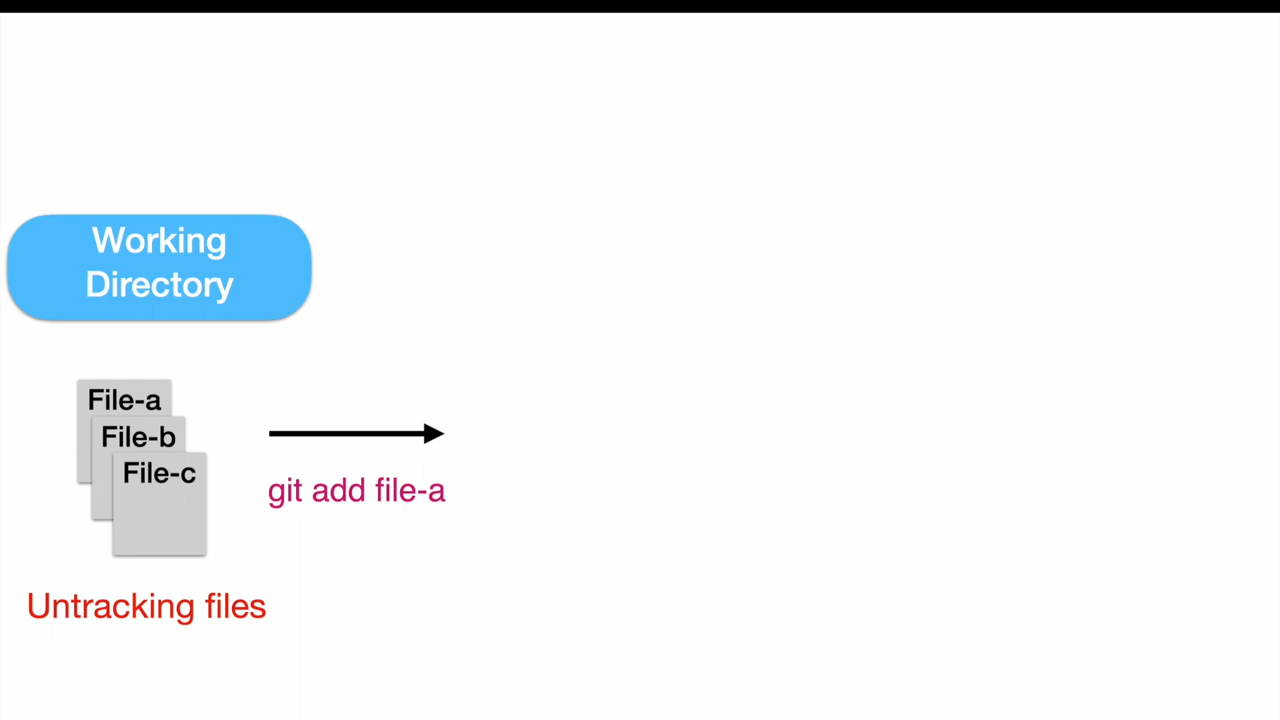 Working
Directory
File-a
File-b
File-c
git add file-a
Untracking files